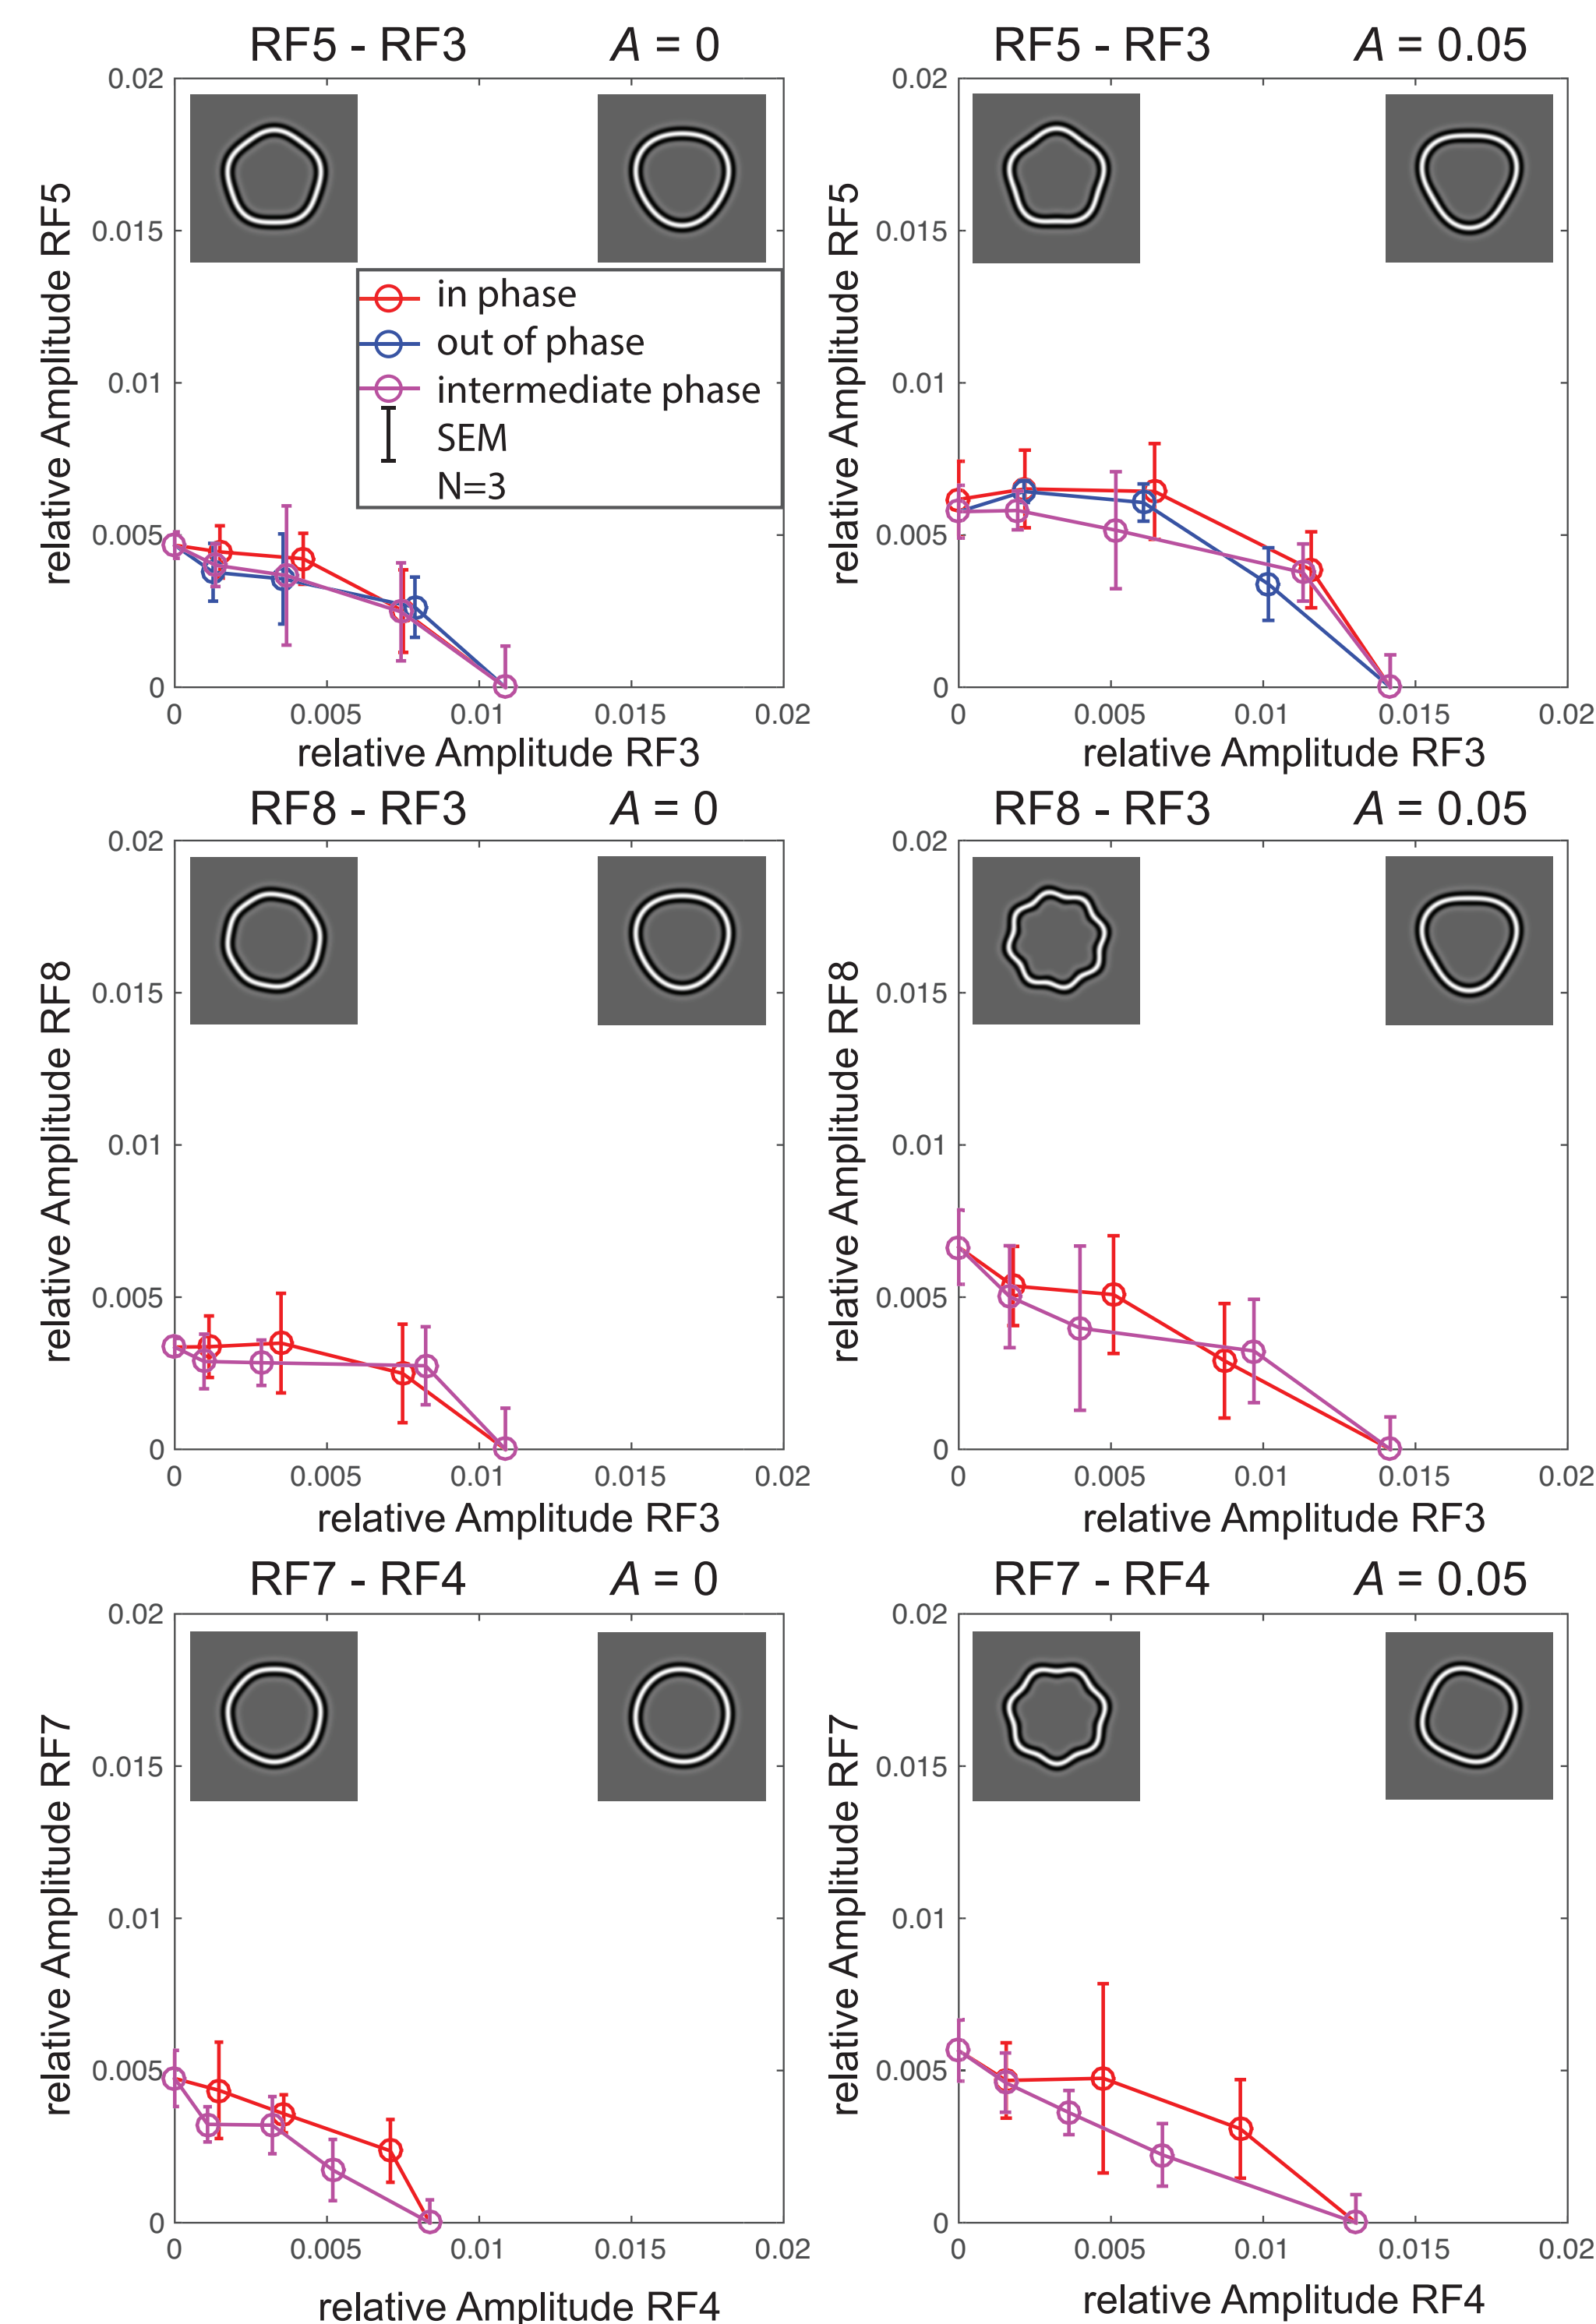 RF5 - RF3 A = 0
RF5 - RF3 A = 0.05
0.02
0.015
0.01
0.005
0
relative Amplitude RF5
in phase
out of phase
intermediate phase
SEM
N=3
0 0.005 0.01 0.015 0.02
relative Amplitude RF3
0.02
0.015
0.01
0.005
0
relative Amplitude RF5
0 0.005 0.01 0.015 0.02
relative Amplitude RF3
RF8 - RF3 A = 0
RF8 - RF3 A = 0.05
0.02
0.015
0.01
0.005
0
relative Amplitude RF8
0 0.005 0.01 0.015 0.02
relative Amplitude RF3
0.02
0.015
0.01
0.005
0
relative Amplitude RF8
0 0.005 0.01 0.015 0.02
relative Amplitude RF3
RF7 - RF4 A = 0
RF7 - RF4 A = 0.05
0.02
0.015
0.01
0.005
0
relative Amplitude RF7
0 0.005 0.01 0.015 0.02
relative Amplitude RF4
0.02
0.015
0.01
0.005
0
relative Amplitude RF7
0 0.005 0.01 0.015 0.02
relative Amplitude RF4